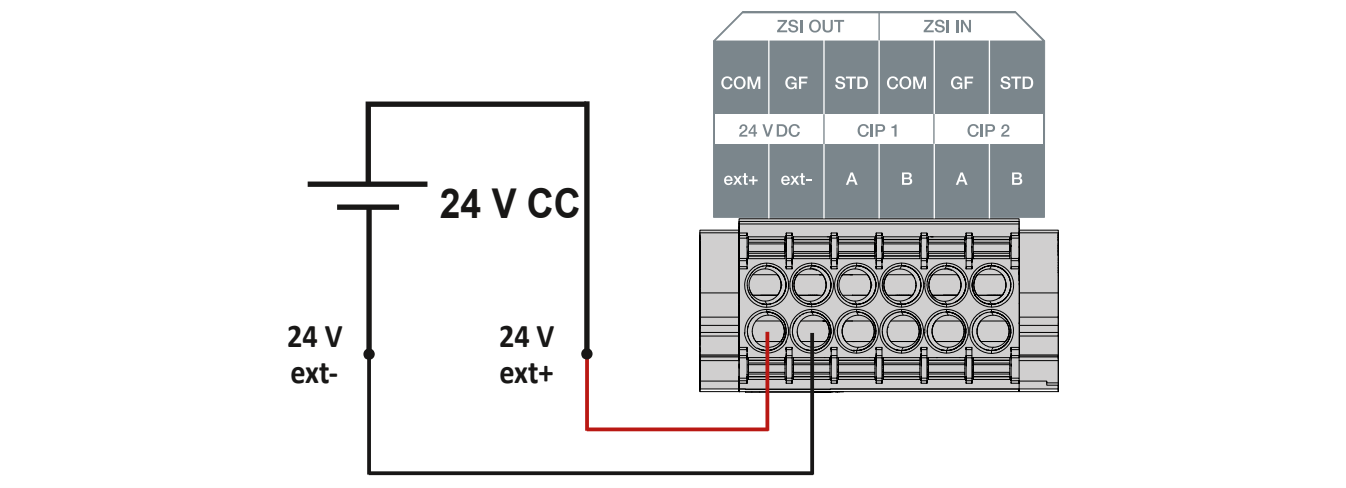 ZSI OUT ZSI IN
COM GF STD COM GF STD
24 V DC CIP 1 CIP 2
ext+ ext- A B A B
24 V CC
24 V
ext-
24 V
ext+